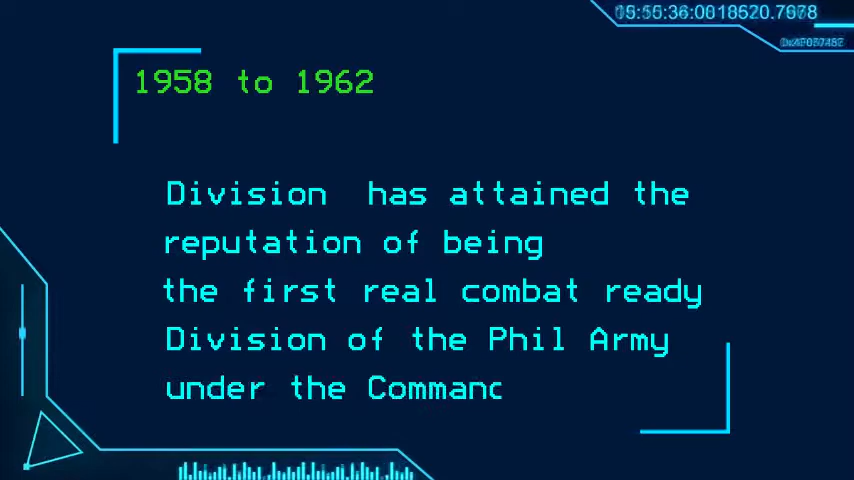 1958 to 1962
Division has attained the
reputation of being
the first real combat ready
Division of the Phil Army
under the